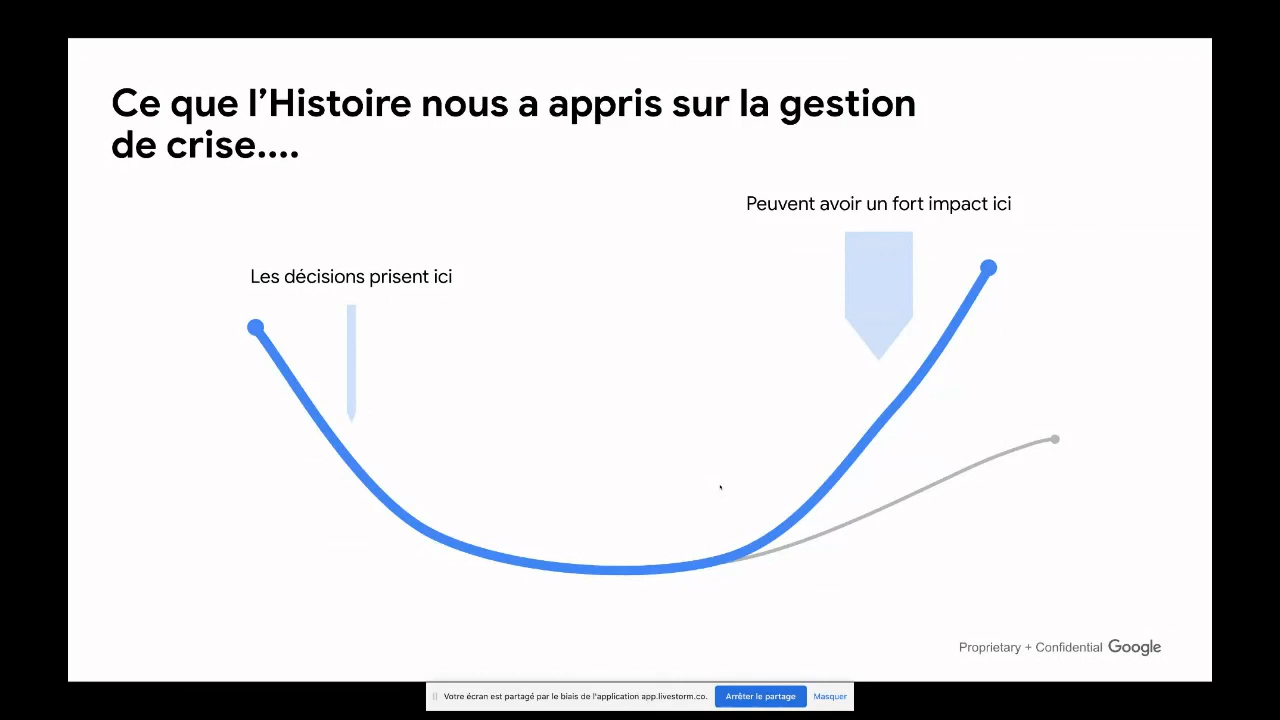 Ce que l’Histoire nous a appris sur la gestion
de crise....
Peuvent avoir un fort impact ici
Les décisions prisent ici
Proprietary + Confidential Google
Votre écran est partagé par le biais de l'application app.livestorm.co.
Arrêter le partage
Masquer